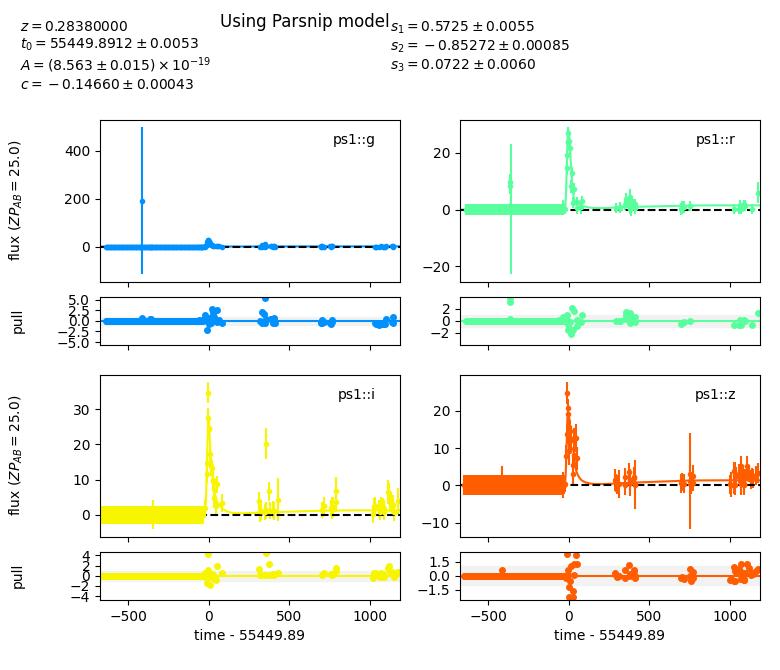 Using Parsnip model
z = 0.28380000
t0 = 55449.8912 ± 0.0053
A = (8.563 ± 0.015) × 10^−19
c = −0.14660 ± 0.00043
s1 = 0.5725 ± 0.0055
s2 = −0.85272 ± 0.00085
s3 = 0.0722 ± 0.0060
ps1::g
400
200
0
flux (ZP_AB = 25.0)
ps1::r
20
0
−20
5.0
2.5
0.0
−2.5
−5.0
pull
2
0
−2
ps1::i
30
20
10
0
flux (ZP_AB = 25.0)
ps1::z
20
10
0
−10
4
2
0
−2
−4
pull
−500 0 500 1000
time - 55449.89
1.5
0.0
−1.5
−500 0 500 1000
time - 55449.89